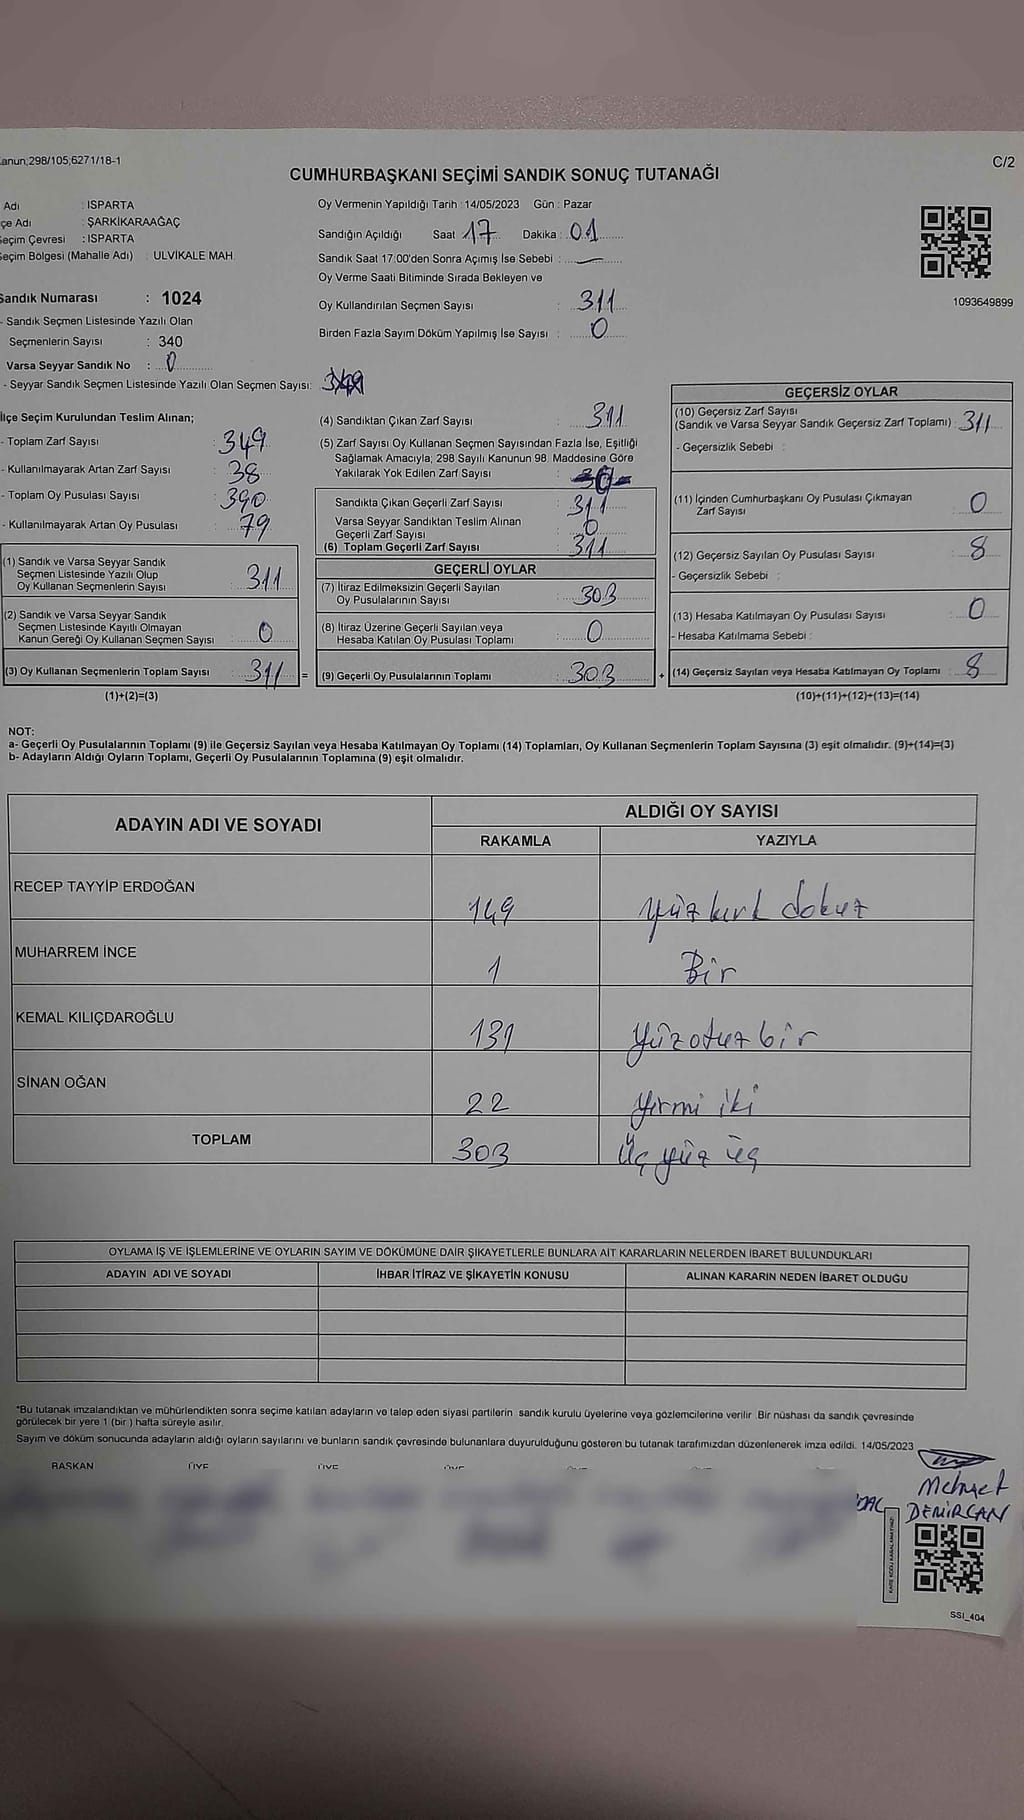 Kanun;298/105,6271/18-1
C/2
CUMHURBAŞKANI SEÇİMİ SANDIK SONUÇ TUTANAĞI
Adı : ISPARTA
çe Adı : ŞARKİKARAAĞAÇ
Seçim Çevresi : ISPARTA
Seçim Bölgesi (Mahalle Adı) : ULVİKALE MAH.
Sandık Numarası : 1024
- Sandık Seçmen Listesinde Yazılı Olan
Seçmenlerin Sayısı : 340
Varsa Seyyar Sandık No : 0
- Seyyar Sandık Seçmen Listesinde Yazılı Olan Seçmen Sayısı:
Oy Vermenin Yapıldığı Tarih :14/05/2023 Gün : Pazar
Sandığın Açıldığı Saat 17 Dakika : 01
Sandık Saat 17:00'den Sonra Açımış İse Sebebi : —
Oy Verme Saati Bitiminde Sırada Bekleyen ve
Oy Kullandırılan Seçmen Sayısı : 311
Birden Fazla Sayım Döküm Yapılmış İse Sayısı : 0
1093649899
İlçe Seçim Kurulundan Teslim Alınan;
- Toplam Zarf Sayısı : 349
- Kullanılmayarak Artan Zarf Sayısı : 38
- Toplam Oy Pusulası Sayısı : 390
- Kullanılmayarak Artan Oy Pusulası : 79
(1) Sandık ve Varsa Seyyar Sandık
Seçmen Listesinde Yazılı Olup
Oy Kullanan Seçmenlerin Sayısı : 311
(2) Sandık ve Varsa Seyyar Sandık
Seçmen Listesinde Kayıtlı Olmayan
Kanun Gereği Oy Kullanan Seçmen Sayısı : 0
(3) Oy Kullanan Seçmenlerin Toplam Sayısı : 311 =
(1)+(2)=(3)
(4) Sandıktan Çıkan Zarf Sayısı : 311
(5) Zarf Sayısı Oy Kullanan Seçmen Sayısından Fazla İse, Eşitliği
Sağlamak Amacıyla; 298 Sayılı Kanunun 98. Maddesine Göre
Yakılarak Yok Edilen Zarf Sayısı : 0
Sandıkta Çıkan Geçerli Zarf Sayısı : 311
Varsa Seyyar Sandıktan Teslim Alınan
Geçerli Zarf Sayısı : 0
(6) Toplam Geçerli Zarf Sayısı : 311
GEÇERLİ OYLAR
(7) İtiraz Edilmeksizin Geçerli Sayılan
Oy Pusulalarının Sayısı : 303
(8) İtiraz Üzerine Geçerli Sayılan veya
Hesaba Katılan Oy Pusulası Toplamı : 0
(9) Geçerli Oy Pusulalarının Toplamı : 303 +
GEÇERSİZ OYLAR
(10) Geçersiz Zarf Sayısı
(Sandık ve Varsa Seyyar Sandık Geçersiz Zarf Toplamı) : 311
- Geçersizlik Sebebi :
(11) İçinden Cumhurbaşkanı Oy Pusulası Çıkmayan
Zarf Sayısı : 0
(12) Geçersiz Sayılan Oy Pusulası Sayısı : 8
- Geçersizlik Sebebi :
(13) Hesaba Katılmayan Oy Pusulası Sayısı : 0
- Hesaba Katılmama Sebebi :
(14) Geçersiz Sayılan veya Hesaba Katılmayan Oy Toplamı : 8
(10)+(11)+(12)+(13)=(14)
NOT:
a- Geçerli Oy Pusulalarının Toplamı (9) ile Geçersiz Sayılan veya Hesaba Katılmayan Oy Toplamı (14) Toplamları, Oy Kullanan Seçmenlerin Toplam Sayısına (3) eşit olmalıdır. (9)+(14)=(3)
b- Adayların Aldığı Oyların Toplamı, Geçerli Oy Pusulalarının Toplamına (9) eşit olmalıdır.
ADAYIN ADI VE SOYADI ALDIĞI OY SAYISI
RAKAMLA YAZIYLA
RECEP TAYYİP ERDOĞAN 149 yüz kırk dokuz
MUHARREM İNCE 1 Bir
KEMAL KILIÇDAROĞLU 131 yüzotuz bir
SİNAN OĞAN 22 yirmi iki
TOPLAM 303 Üç yüz üç
OYLAMA İŞ VE İŞLEMLERİNE VE OYLARIN SAYIM VE DÖKÜMÜNE DAİR ŞİKAYETLERLE BUNLARA AİT KARARLARIN NELERDEN İBARET BULUNDUKLARI
ADAYIN ADI VE SOYADI İHBAR İTİRAZ VE ŞİKAYETİN KONUSU ALINAN KARARIN NEDEN İBARET OLDUĞU
*Bu tutanak imzalandıktan ve mühürlendikten sonra seçime katılan adayların ve talep eden siyasi partilerin sandık kurulu üyelerine veya gözlemcilerine verilir Bir nüshası da sandık çevresinde
görülecek bir yere 1 (bir ) hafta süreyle asılır.
Sayım ve döküm sonucunda adayların aldığı oyların sayılarını ve bunların sandık çevresinde bulunanlara duyurulduğunu gösteren bu tutanak tarafımızdan düzenlenerek imza edildi. 14/05/2023
BAŞKAN ÜYE ÜYE ÜYE ÜYE ÜYE
Mehmet
DEMİRCAN
SSI_404